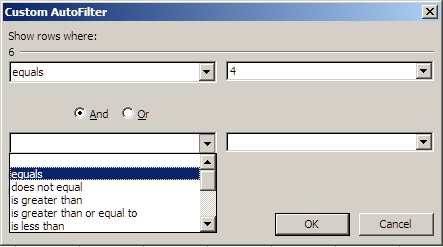 Custom AutoFilter
Show rows where:
6
equals 4
And Or
equals
does not equal
is greater than
is greater than or equal to
is less than
OK Cancel